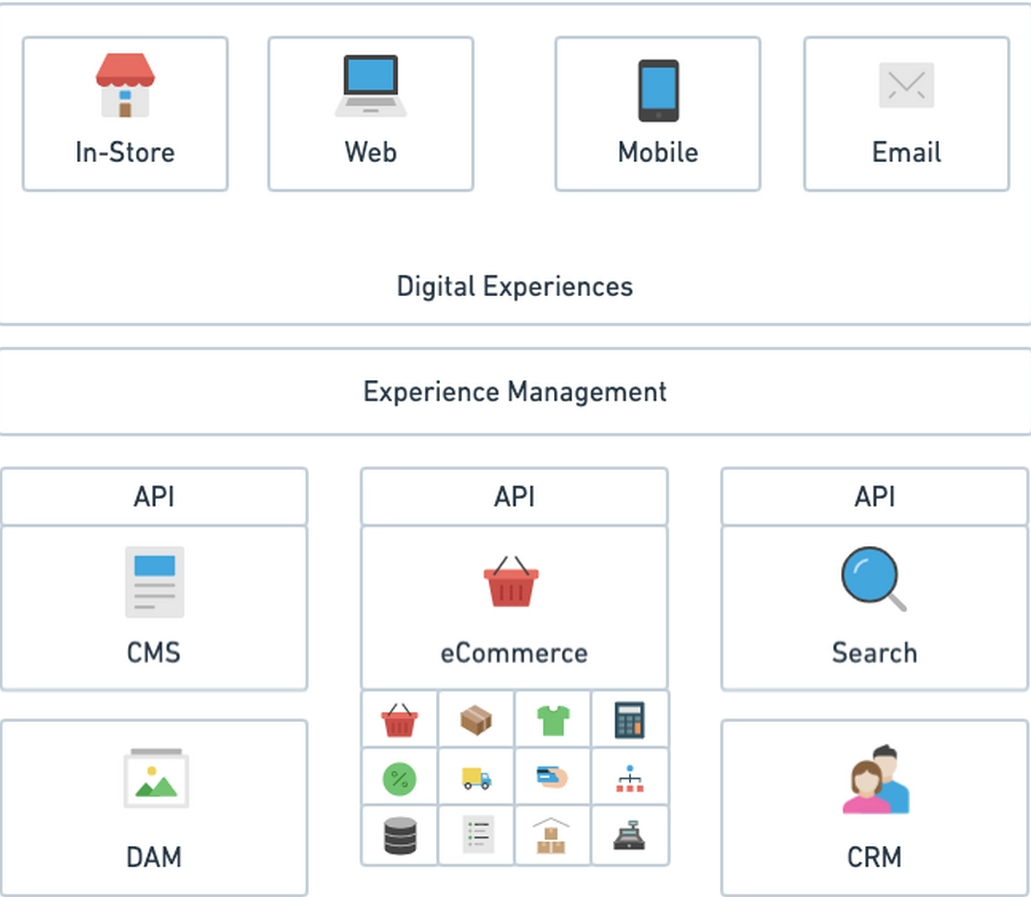 In-Store
Web
Mobile
Email
Digital Experiences
Experience Management
API
API
API
CMS
eCommerce
Search
DAM
CRM